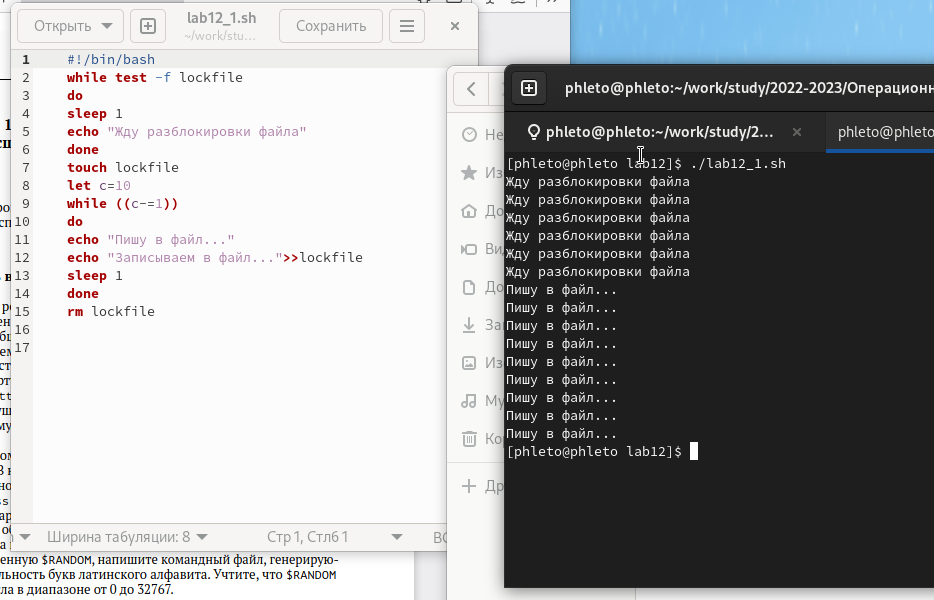 Открыть
lab12_1.sh
~/work/stu...
Сохранить
1 #!/bin/bash
2 while test -f lockfile
3 do
4 sleep 1
5 echo "Жду разблокировки файла"
6 done
7 touch lockfile
8 let c=10
9 while ((c-=1))
10 do
11 echo "Пишу в файл..."
12 echo "Записываем в файл...">>lockfile
13 sleep 1
14 done
15 rm lockfile
16
17
Ширина табуляции: 8
Стр 1, Стлб 1
енную $RANDOM, напишите командный файл, генерирую-
льность букв латинского алфавита. Учтите, что $RANDOM
ла в диапазоне от 0 до 32767.
phleto@phleto:~/work/study/2022-2023/Операционн
phleto@phleto:~/work/study/2...
phleto@phleto
[phleto@phleto lab12]$ ./lab12_1.sh
Жду разблокировки файла
Жду разблокировки файла
Жду разблокировки файла
Жду разблокировки файла
Жду разблокировки файла
Жду разблокировки файла
Пишу в файл...
Пишу в файл...
Пишу в файл...
Пишу в файл...
Пишу в файл...
Пишу в файл...
Пишу в файл...
Пишу в файл...
Пишу в файл...
[phleto@phleto lab12]$